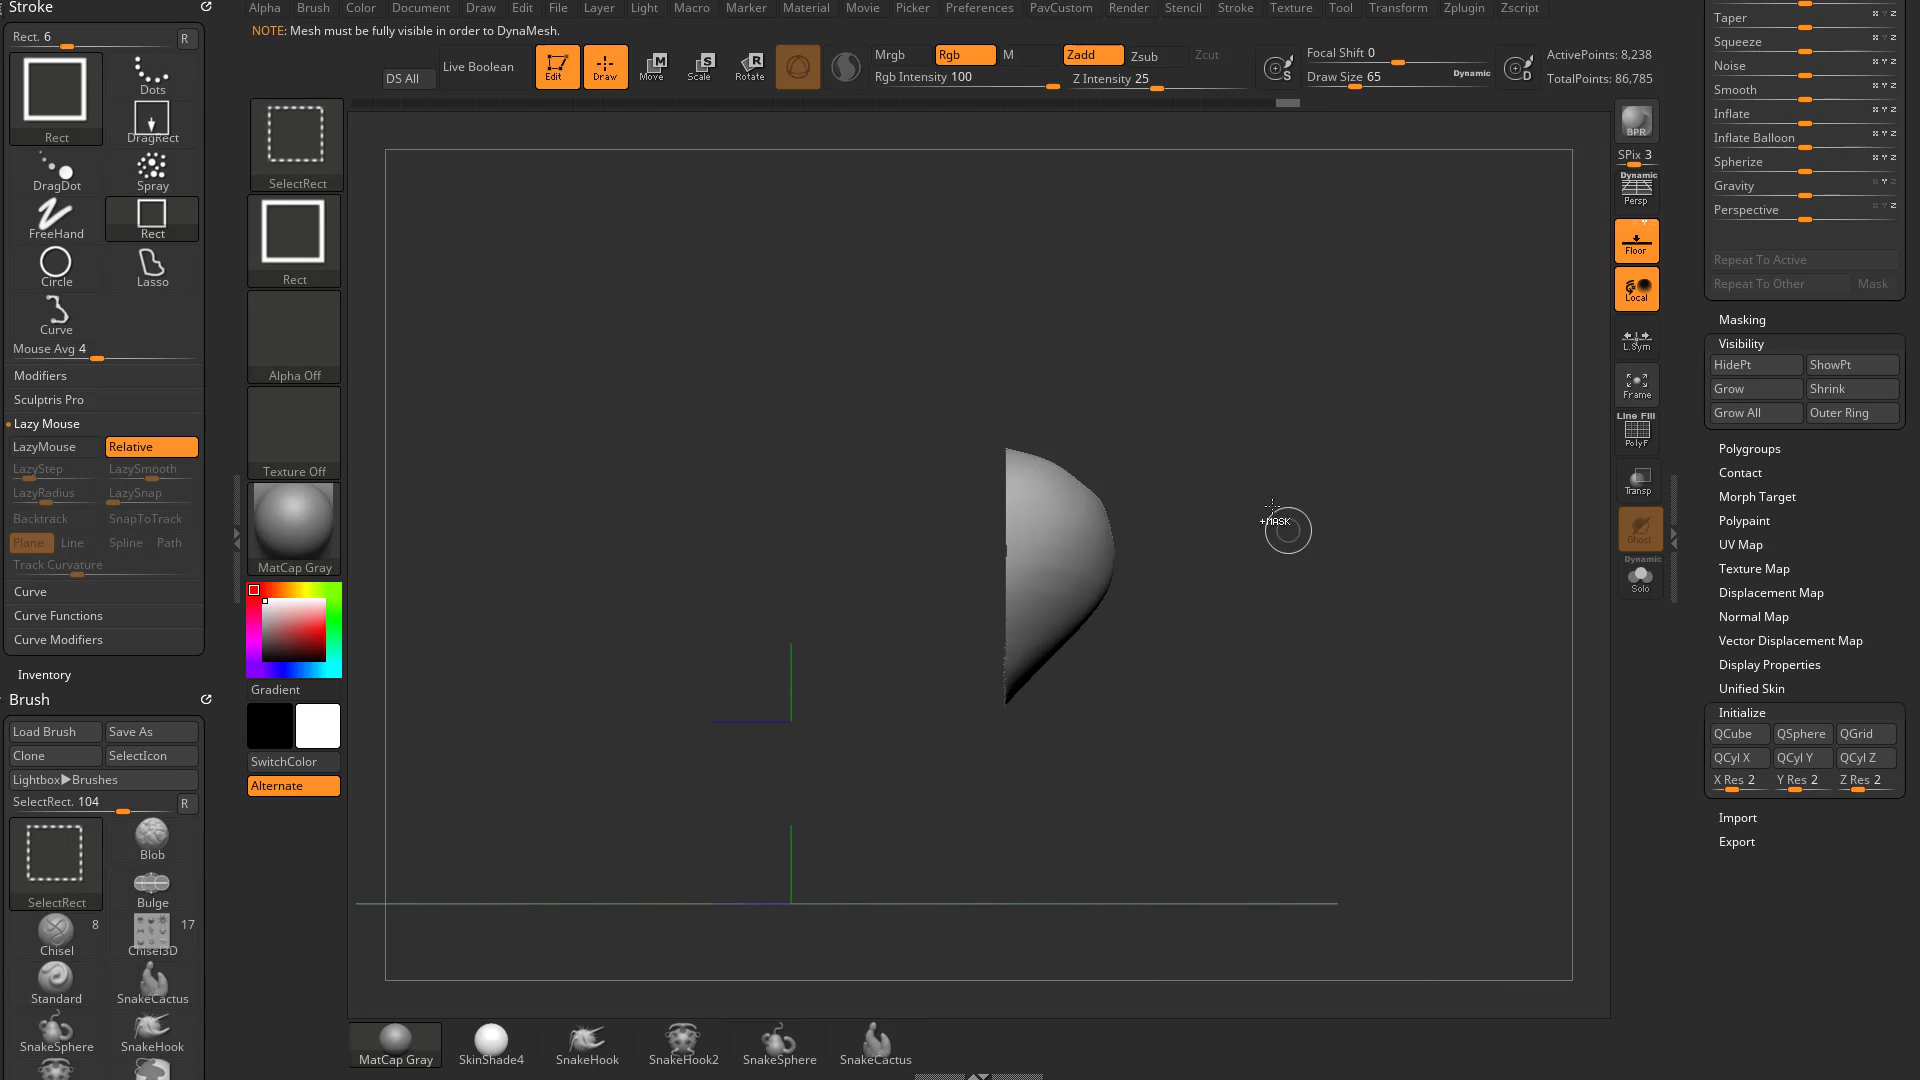 Stroke
Alpha Brush Color Document Draw Edit File Layer Light Macro Marker Material Movie Picker Preferences PavCustom Render Stencil Stroke Texture Tool Transform Zplugin Zscript
NOTE: Mesh must be fully visible in order to DynaMesh.
Rect. 6
R
Rect
Dots
DragRect
DragDot
Spray
FreeHand
Rect
Circle
Lasso
Curve
Mouse Avg 4
Modifiers
Sculptris Pro
Lazy Mouse
LazyMouse
Relative
LazyStep
LazySmooth
LazyRadius
LazySnap
Backtrack
SnapToTrack
Plane
Line
Spline
Path
Track Curvature
Curve
Curve Functions
Curve Modifiers
Inventory
Brush
Load Brush
Save As
Clone
SelectIcon
Lightbox▶Brushes
SelectRect. 104
R
SelectRect
Blob
Bulge
Chisel
8
Chisel3D
17
Standard
SnakeCactus
SnakeSphere
SnakeHook
DS All
Live Boolean
Edit
Draw
Move
Scale
Rotate
Mrgb
Rgb
M
Rgb Intensity 100
Zadd
Zsub
Zcut
Z Intensity 25
S
Focal Shift 0
Draw Size 65
Dynamic
D
ActivePoints: 8,238
TotalPoints: 86,785
SelectRect
Rect
Alpha Off
Texture Off
MatCap Gray
Gradient
SwitchColor
Alternate
+MASK
MatCap Gray
SkinShade4
SnakeHook
SnakeHook2
SnakeSphere
SnakeCactus
BPR
SPix 3
Dynamic
Persp
Floor
Local
L.Sym
Frame
Line Fill
PolyF
Transp
Ghost
Dynamic
Solo
Taper
Squeeze
Noise
Smooth
Inflate
Inflate Balloon
Spherize
Gravity
Perspective
Repeat To Active
Repeat To Other
Mask
Masking
Visibility
HidePt
ShowPt
Grow
Shrink
Grow All
Outer Ring
Polygroups
Contact
Morph Target
Polypaint
UV Map
Texture Map
Displacement Map
Normal Map
Vector Displacement Map
Display Properties
Unified Skin
Initialize
QCube
QSphere
QGrid
QCyl X
QCyl Y
QCyl Z
X Res 2
Y Res 2
Z Res 2
Import
Export